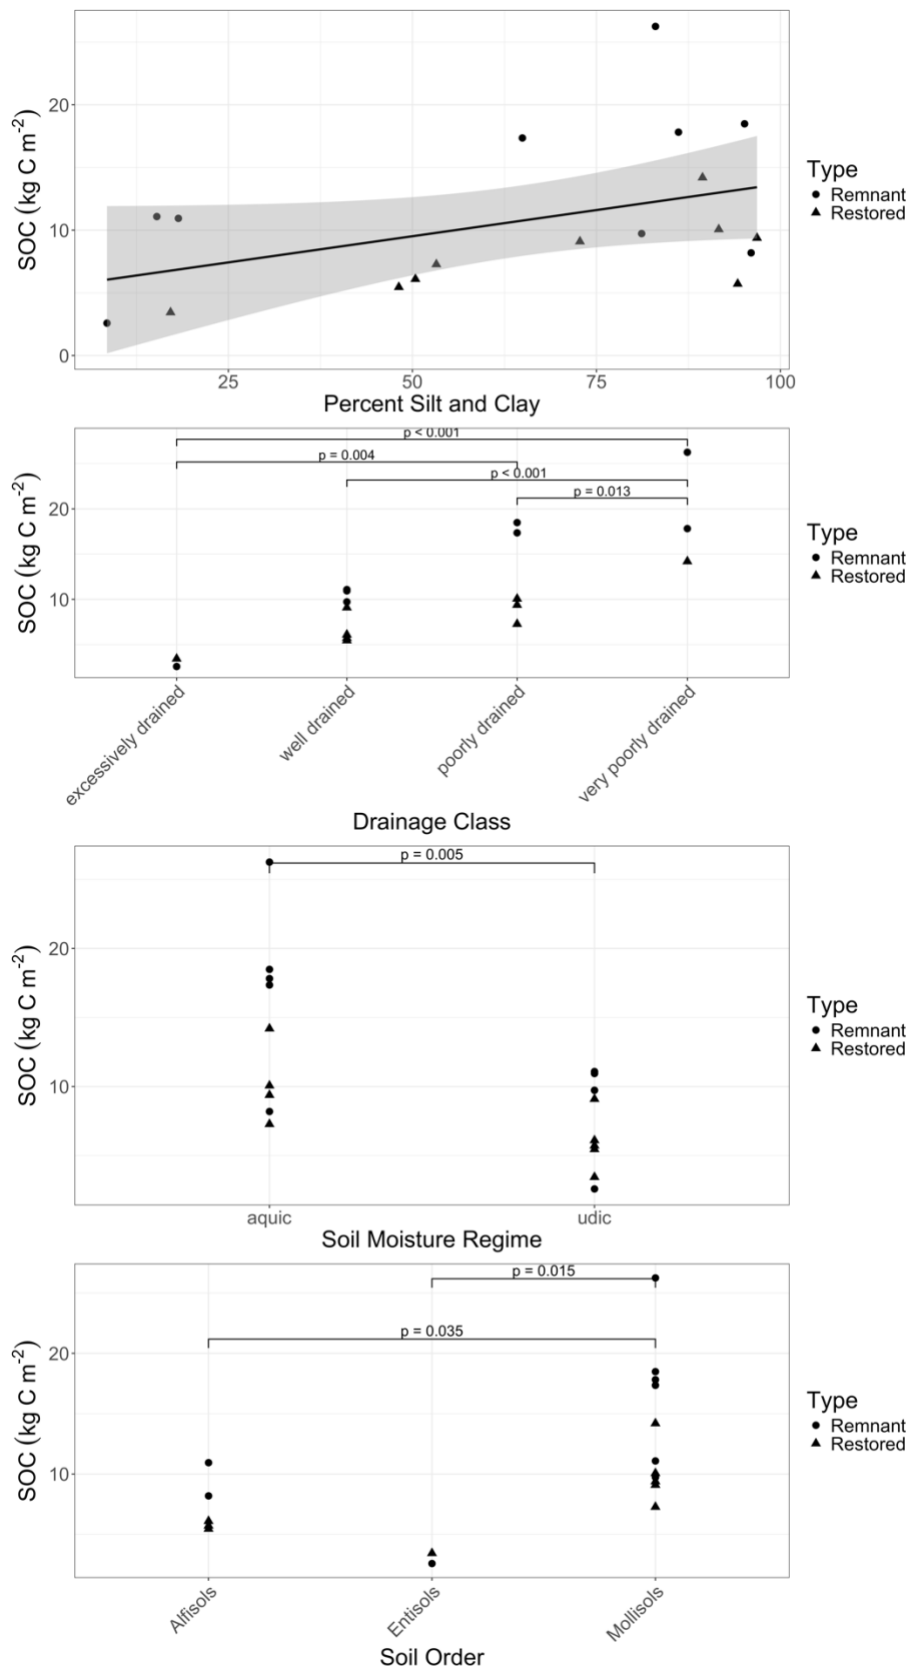 SOC (kg C m-2)
20
10
0
25 50 75 100
Percent Silt and Clay
Type
Remnant
Restored
p < 0.001
p = 0.004
p < 0.001
p = 0.013
SOC (kg C m-2)
20
10
excessively drained
well drained
poorly drained
very poorly drained
Drainage Class
Type
Remnant
Restored
p = 0.005
SOC (kg C m-2)
20
10
aquic udic
Soil Moisture Regime
Type
Remnant
Restored
p = 0.015
p = 0.035
SOC (kg C m-2)
20
10
Alfisols
Entisols
Mollisols
Soil Order
Type
Remnant
Restored